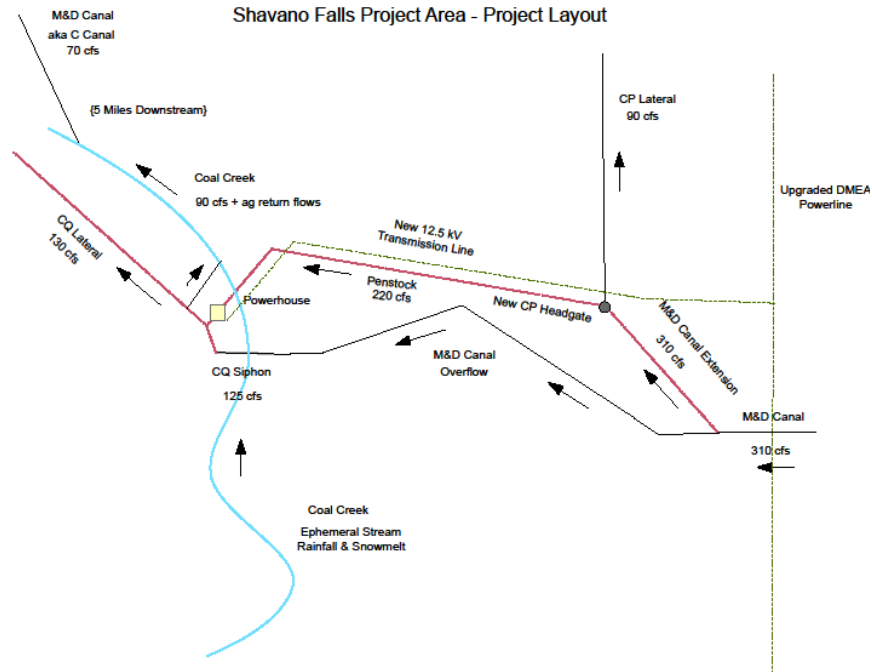 Shavano Falls Project Area - Project Layout
M&D Canal
aka C Canal
70 cfs
{5 Miles Downstream}
CP Lateral
90 cfs
Coal Creek
90 cfs + ag return flows
Upgraded DMEA
Powerline
CQ Lateral
130 cfs
New 12.5 kV
Transmission Line
Penstock
220 cfs
Powerhouse
New CP Headgate
M&D Canal Extension
310 cfs
M&D Canal
Overflow
CQ Siphon
125 cfs
M&D Canal
310 cfs
Coal Creek
Ephemeral Stream
Rainfall & Snowmelt